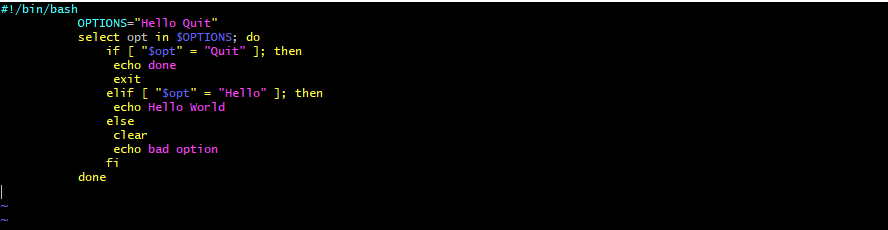 #!/bin/bash
OPTIONS="Hello Quit"
select opt in $OPTIONS; do
if [ "$opt" = "Quit" ]; then
echo done
exit
elif [ "$opt" = "Hello" ]; then
echo Hello World
else
clear
echo bad option
fi
done
~
~